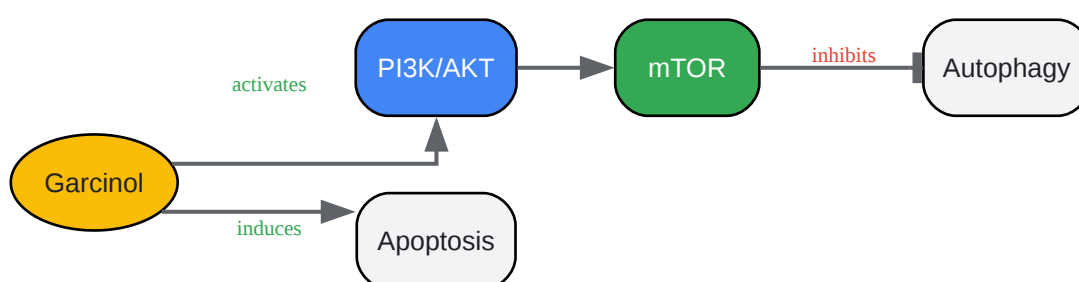 PI3K/AKT
mTOR
inhibits
Autophagy
activates
Garcinol
induces
Apoptosis